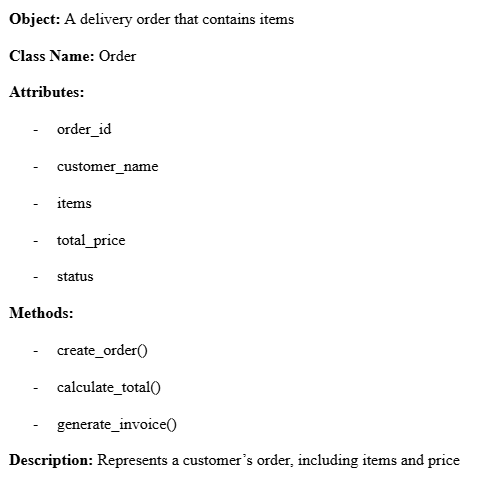 Object: A delivery order that contains items
Class Name: Order
Attributes:
- order_id
- customer_name
- items
- total_price
- status
Methods:
- create_order()
- calculate_total()
- generate_invoice()
Description: Represents a customer’s order, including items and price